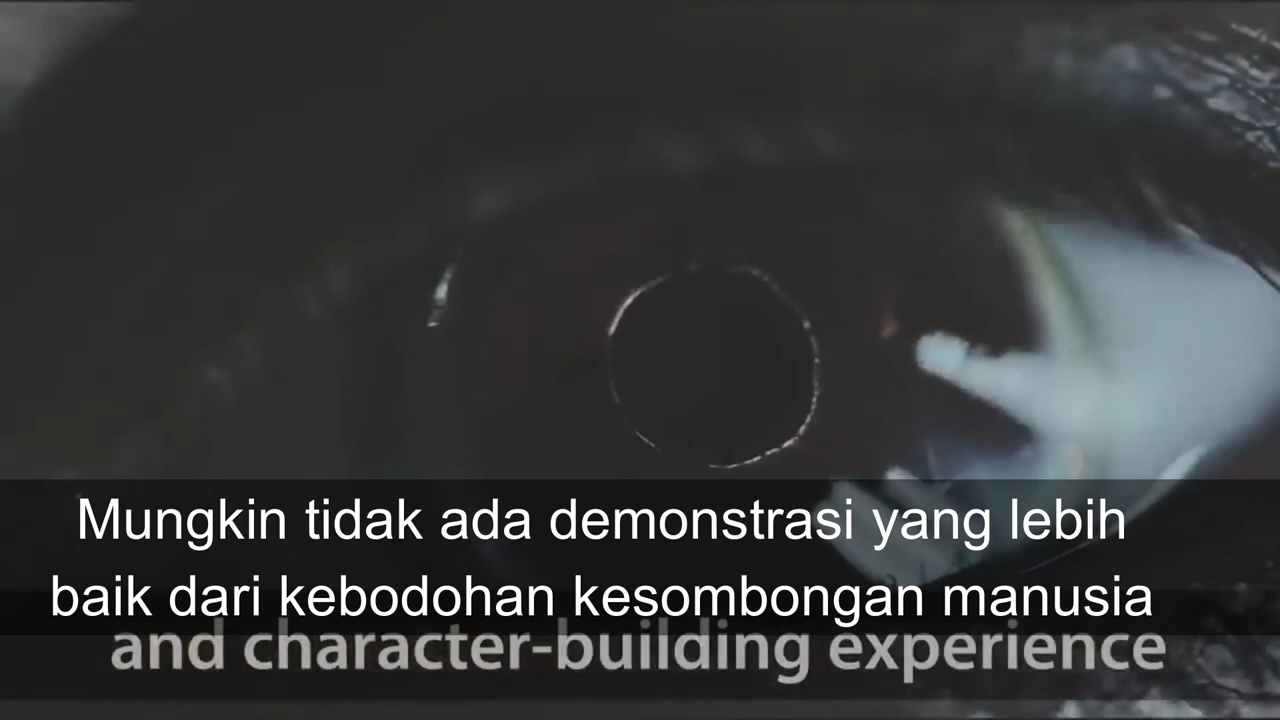 Mungkin tidak ada demonstrasi yang lebih
baik dari kebodohan kesombongan manusia
and character-building experience